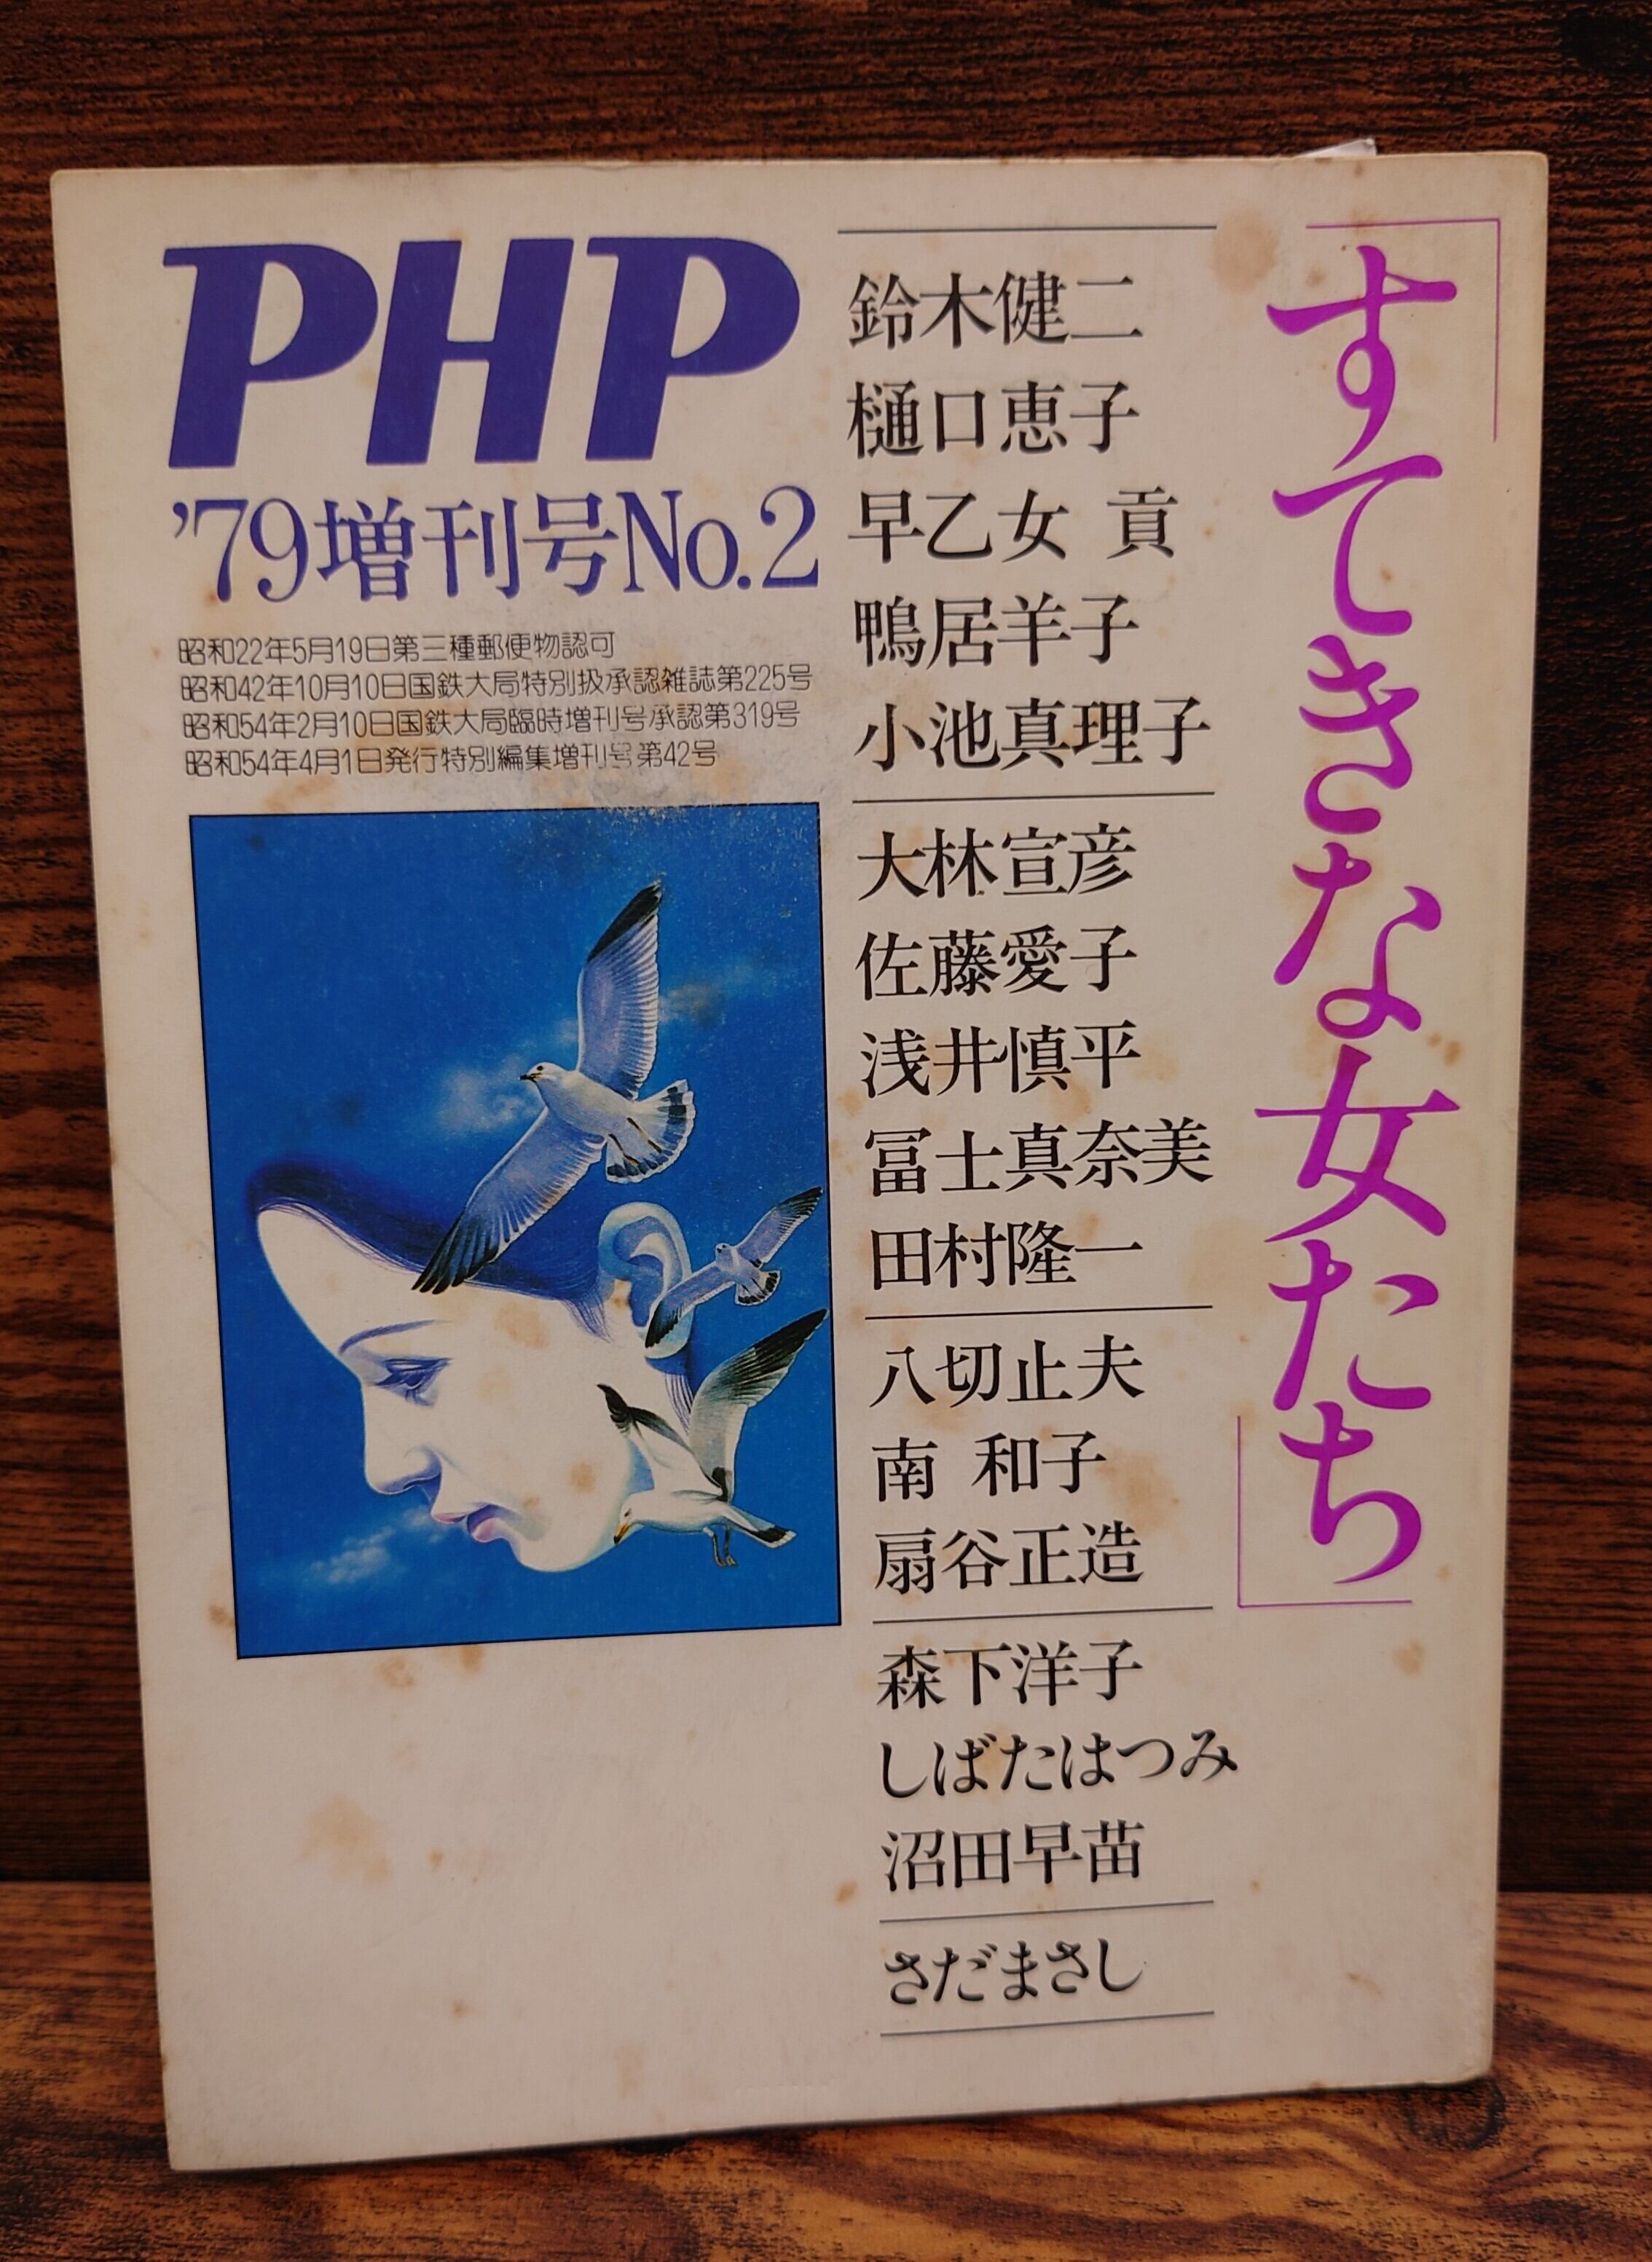 「すてきな女たち」
PHP
'79増刊号No.2
昭和22年5月19日第三種郵便物認可
昭和42年10月10日国鉄大局特別扱承認雑誌第225号
昭和54年2月10日国鉄大局臨時増刊号承認第319号
昭和54年4月1日発行特別編集増刊号第42号
鈴木健二
樋口恵子
早乙女 貢
鴨居羊子
小池真理子
大林宣彦
佐藤愛子
浅井慎平
冨士真奈美
田村隆一
八切止夫
南 和子
扇谷正造
森下洋子
しばたはつみ
沼田早苗
さだまさし